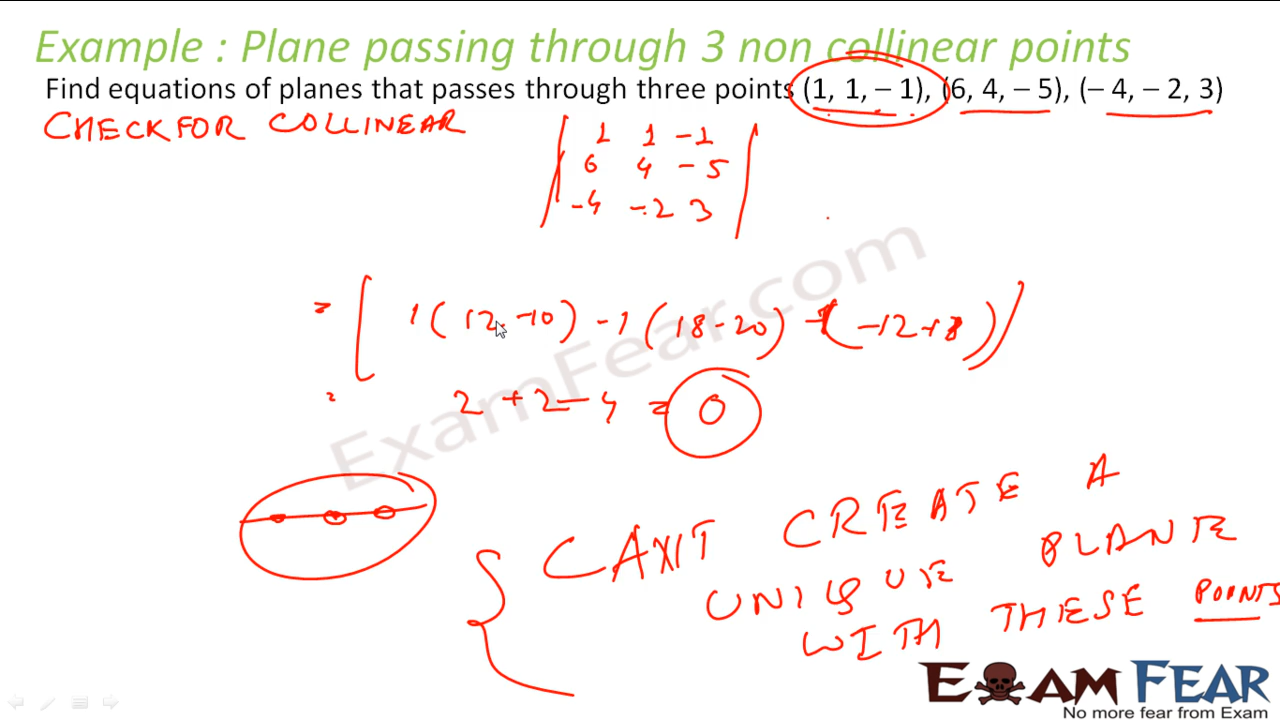 Example : Plane passing through 3 non collinear points
Find equations of planes that passes through three points (1, 1, – 1), (6, 4, – 5), (– 4, – 2, 3)
CHECK FOR COLLINEAR
| 1 1 -1 |
6 4 -5
-4 -2 3
= [ 1 ( 12 -10 ) -1 ( 18 - 20 ) -1 ( -12 + 8 ) ]
= 2 + 2 - 4 = 0
CAN'T CREATE A
UNIQUE PLANE
WITH THESE POINTS
ExamFear.com
EXAM FEAR
No more fear from Exam